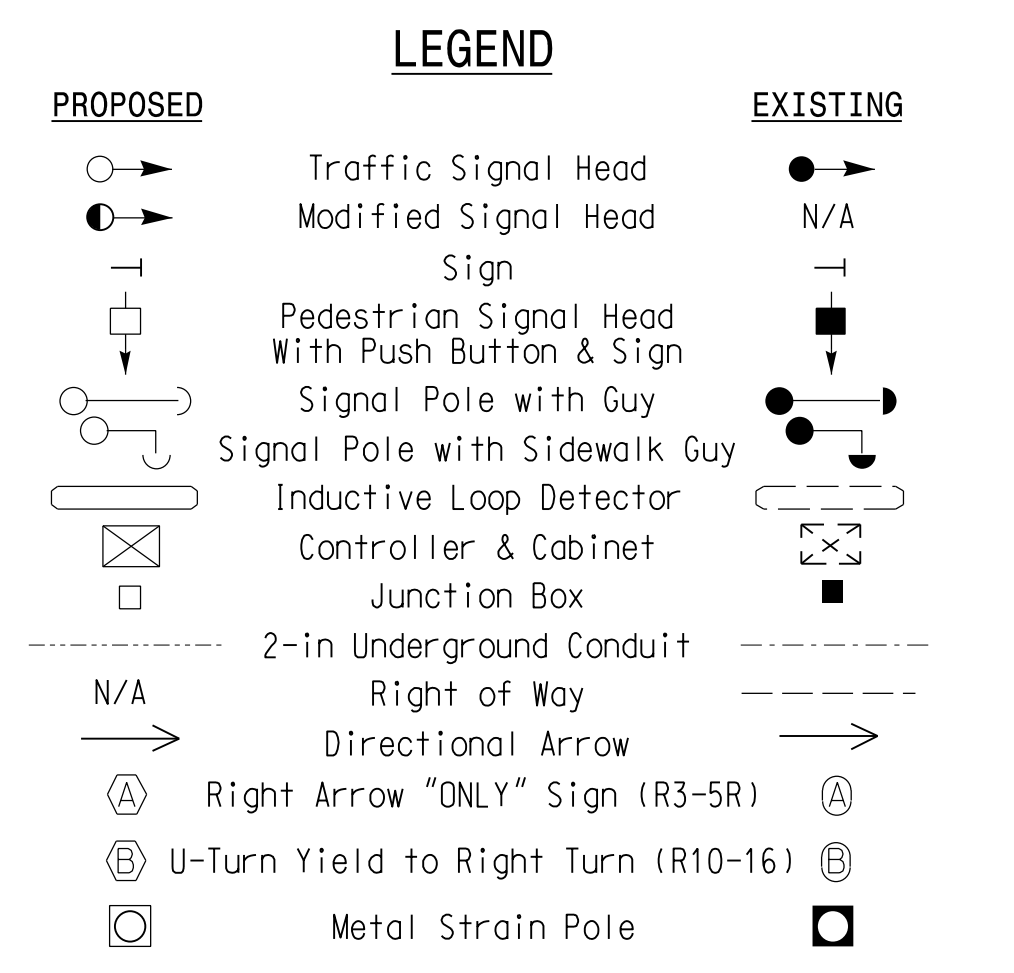 LEGEND
PROPOSED EXISTING
Traffic Signal Head
Modified Signal Head N/A
Sign
Pedestrian Signal Head
With Push Button & Sign
Signal Pole with Guy
Signal Pole with Sidewalk Guy
Inductive Loop Detector
Controller & Cabinet
Junction Box
2-in Underground Conduit
N/A Right of Way
Directional Arrow
A Right Arrow "ONLY" Sign (R3-5R) A
B U-Turn Yield to Right Turn (R10-16) B
Metal Strain Pole